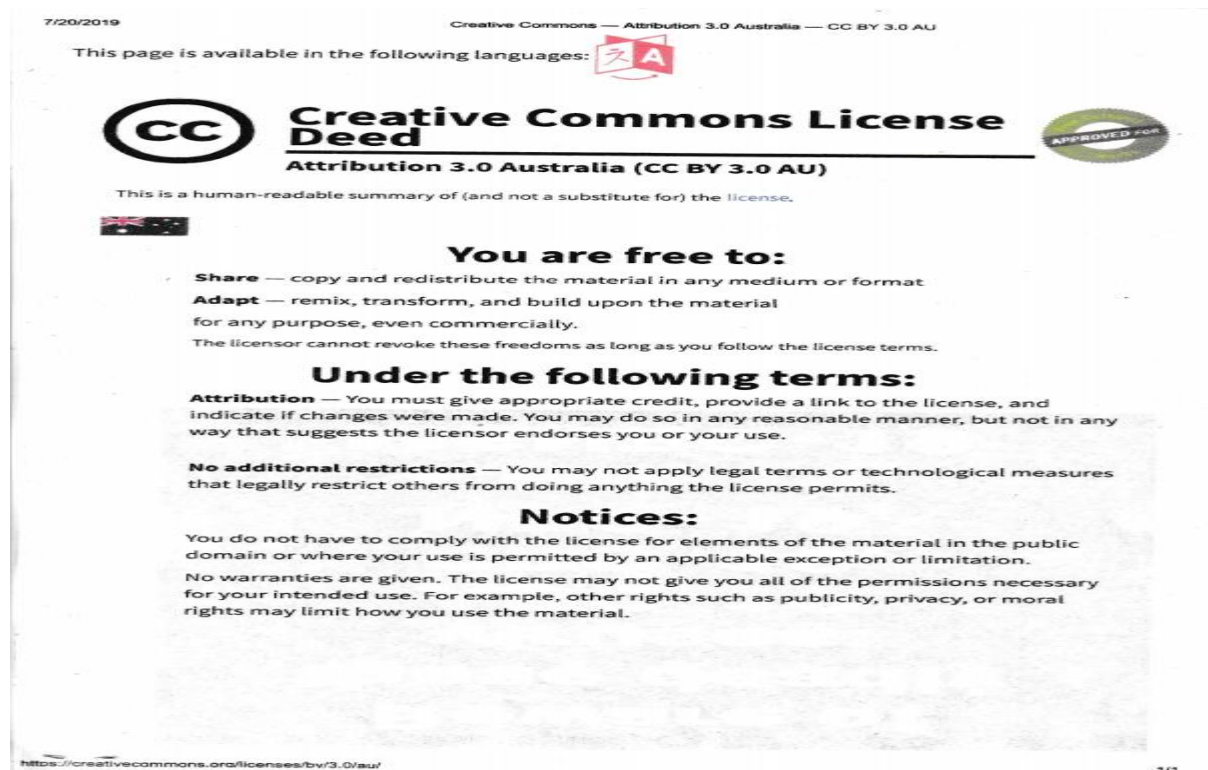 7/20/2019 Creative Commons — Attribution 3.0 Australia — CC BY 3.0 AU
This page is available in the following languages:
CC
Creative Commons License
Deed
APPROVED FOR
Attribution 3.0 Australia (CC BY 3.0 AU)
This is a human-readable summary of (and not a substitute for) the license.
You are free to:
Share — copy and redistribute the material in any medium or format
Adapt — remix, transform, and build upon the material
for any purpose, even commercially.
The licensor cannot revoke these freedoms as long as you follow the license terms.
Under the following terms:
Attribution — You must give appropriate credit, provide a link to the license, and
indicate if changes were made. You may do so in any reasonable manner, but not in any
way that suggests the licensor endorses you or your use.
No additional restrictions — You may not apply legal terms or technological measures
that legally restrict others from doing anything the license permits.
Notices:
You do not have to comply with the license for elements of the material in the public
domain or where your use is permitted by an applicable exception or limitation.
No warranties are given. The license may not give you all of the permissions necessary
for your intended use. For example, other rights such as publicity, privacy, or moral
rights may limit how you use the material.
https://creativecommons.org/licenses/by/3.0/au/